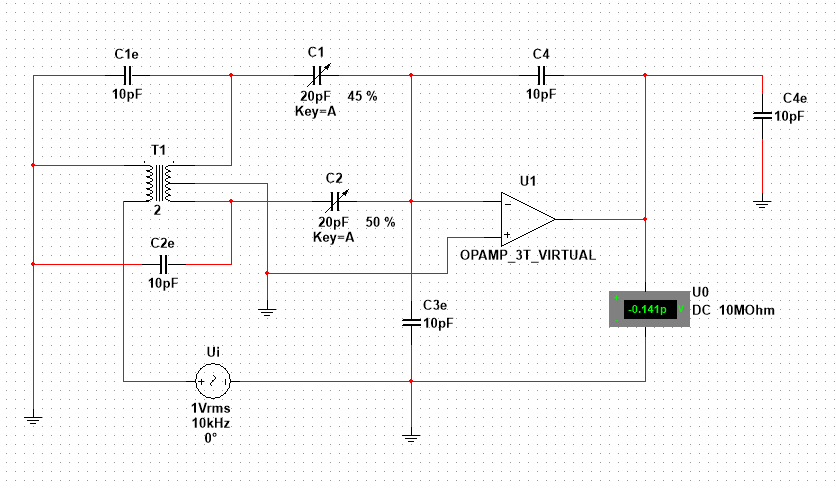 C1e
10pF
C1
20pF 45 %
Key=A
C4
10pF
C4e
10pF
T1
2
C2
20pF 50 %
Key=A
U1
−
+
OPAMP_3T_VIRTUAL
C2e
10pF
C3e
10pF
U0
+
-0.141p V
-
DC 10MOhm
Ui
+
1Vrms
10kHz
0°